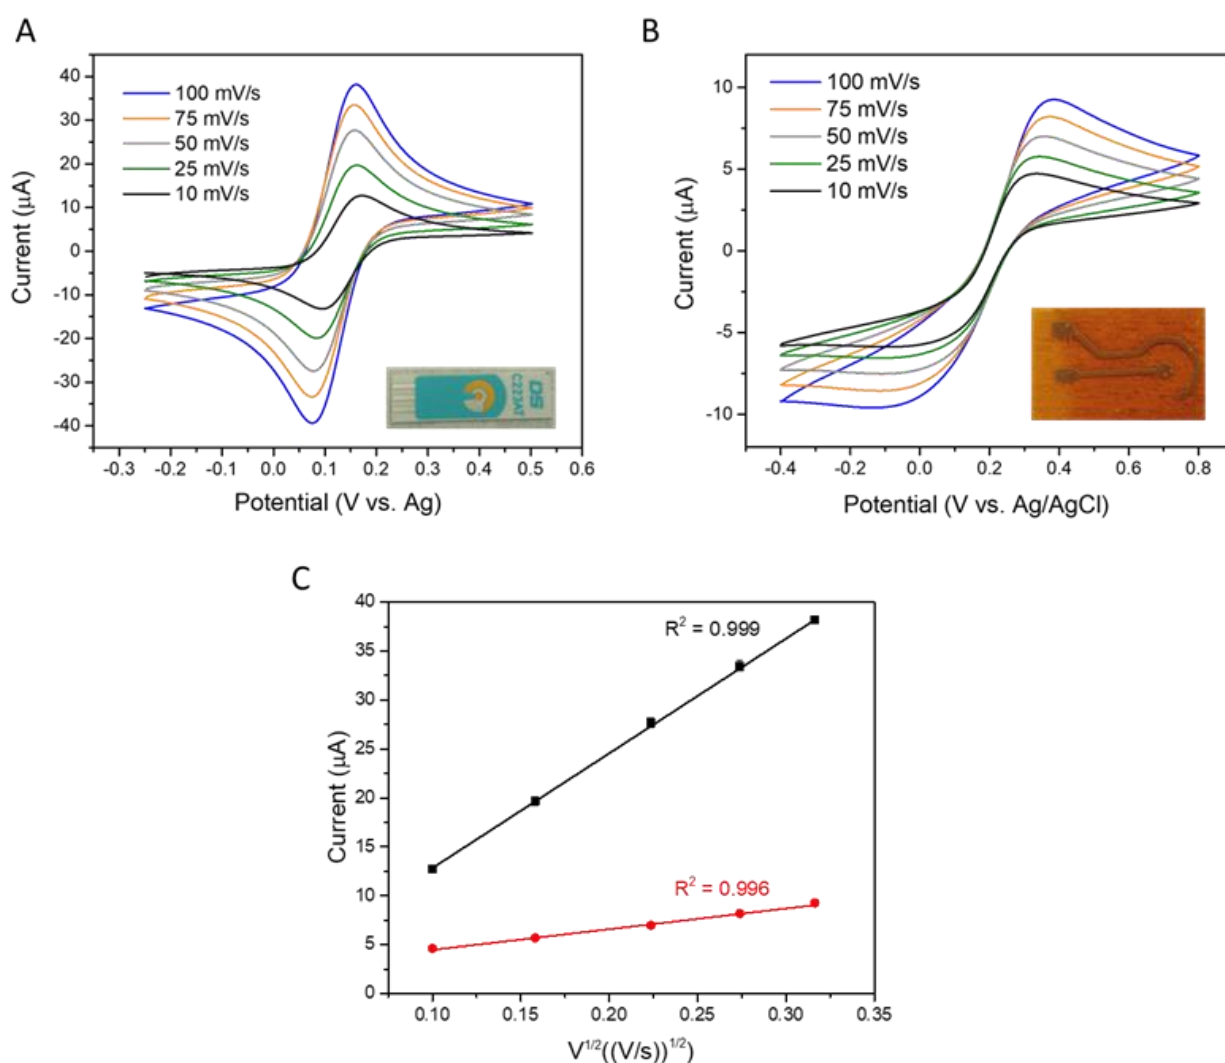 A
40
30
20
10
0
-10
-20
-30
-40
Current (μA)
100 mV/s
75 mV/s
50 mV/s
25 mV/s
10 mV/s
DS
C223AT
-0.3 -0.2 -0.1 0.0 0.1 0.2 0.3 0.4 0.5 0.6
Potential (V vs. Ag)
B
10
5
0
-5
-10
Current (μA)
100 mV/s
75 mV/s
50 mV/s
25 mV/s
10 mV/s
-0.4 -0.2 0.0 0.2 0.4 0.6 0.8
Potential (V vs. Ag/AgCl)
C
40
35
30
25
20
15
10
5
0
Current (μA)
R² = 0.999
R² = 0.996
0.10 0.15 0.20 0.25 0.30 0.35
V^1/2((V/s))^1/2)